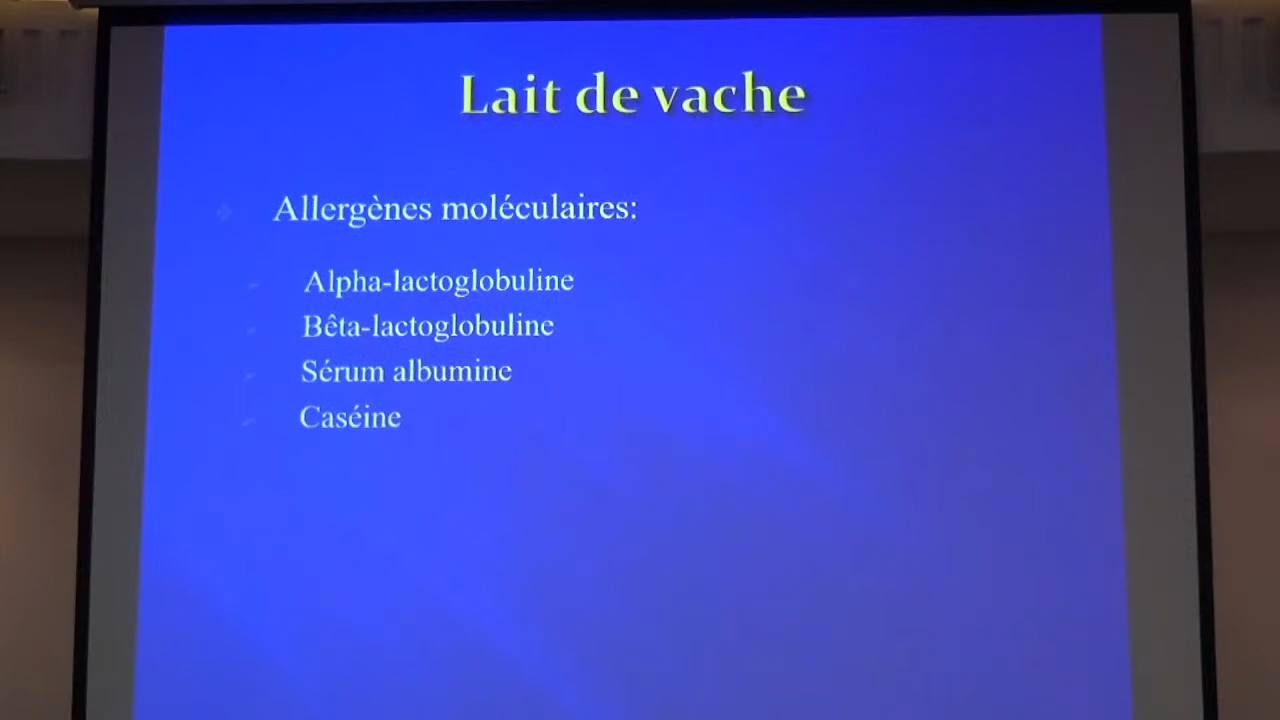 Lait de vache
Allergènes moléculaires:
Alpha-lactoglobuline
Bêta-lactoglobuline
Sérum albumine
Caséine